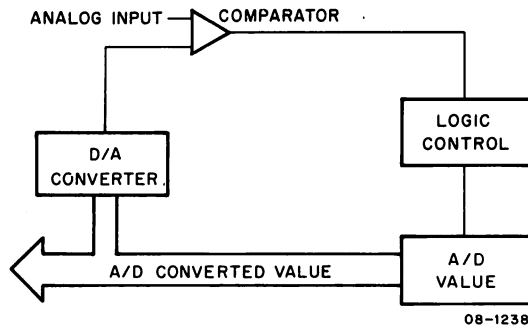 ANALOG INPUT
COMPARATOR
LOGIC
CONTROL
D/A
CONVERTER.
A/D CONVERTED VALUE
A/D
VALUE
08-1238